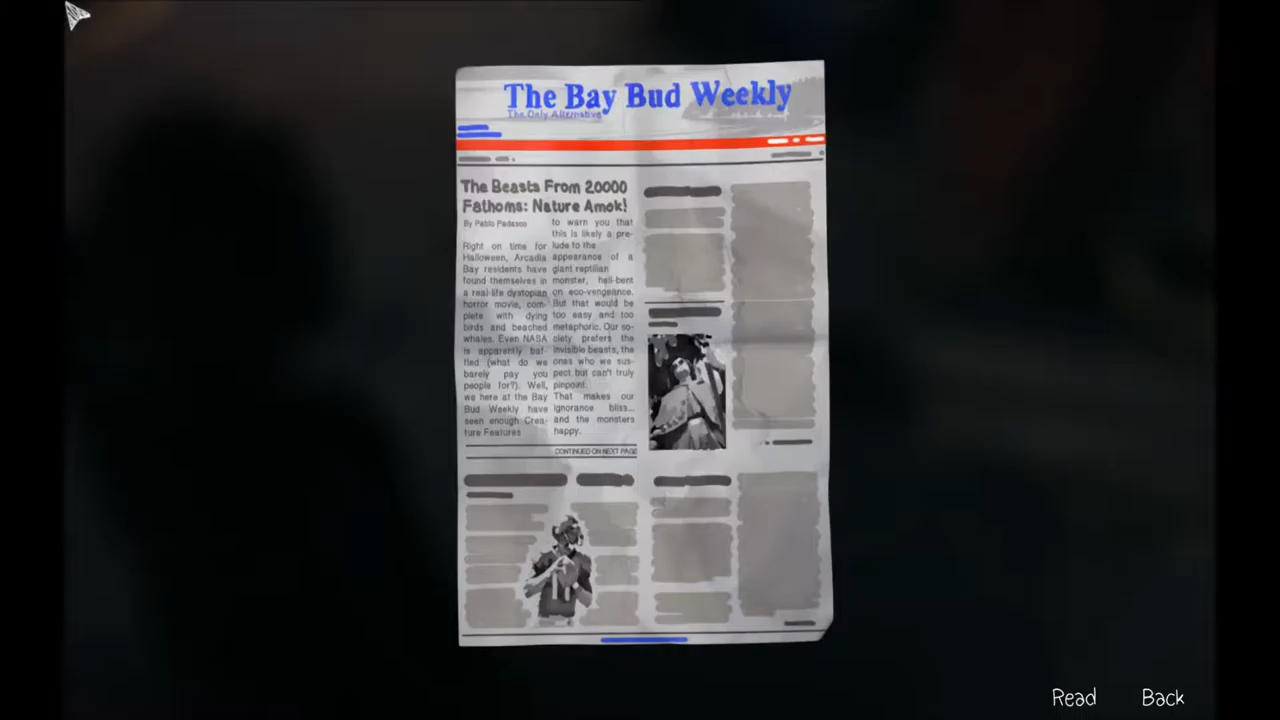 The Bay Bud Weekly
The Only Alternative
The Beasts From 20000
Fathoms: Nature Amok!
By Pablo Padasco
Right on time for
Halloween, Arcadia
Bay residents have
found themselves in
a real-life dystopian
horror movie, com-
plete with dying
birds and beached
whales. Even NASA
is apparently baf-
fled (what do we
barely pay you
people for?). Well,
we here at the Bay
Bud Weekly have
seen enough Crea-
ture Features
to warn you that
this is likely a pre-
lude to the
appearance of a
giant reptilian
monster, hell-bent
on eco-vengeance.
But that would be
too easy and too
metaphoric. Our so-
ciety prefers the
invisible beasts, the
ones who we sus-
pect but can't truly
pinpoint.
That makes our
ignorance bliss...
and the monsters
happy.
CONTINUED ON NEXT PAGE
Read
Back